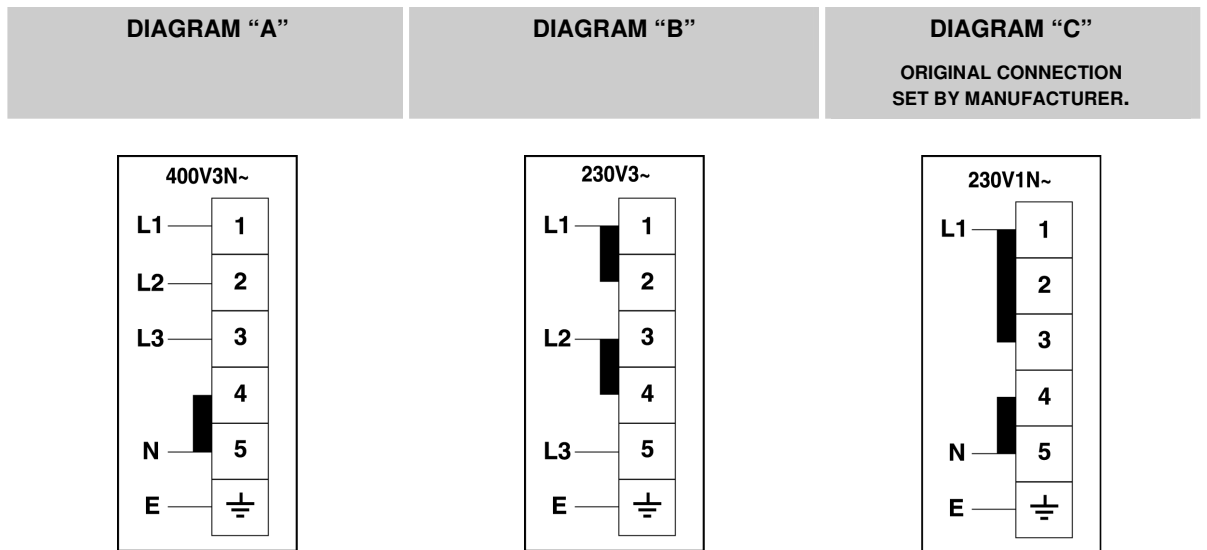 DIAGRAM “A”
DIAGRAM “B”
DIAGRAM “C”
ORIGINAL CONNECTION
SET BY MANUFACTURER.
400V3N~
L1 1
L2 2
L3 3
4
N 5
E
230V3~
L1 1
2
L2 3
4
L3 5
E
230V1N~
L1 1
2
3
4
N 5
E